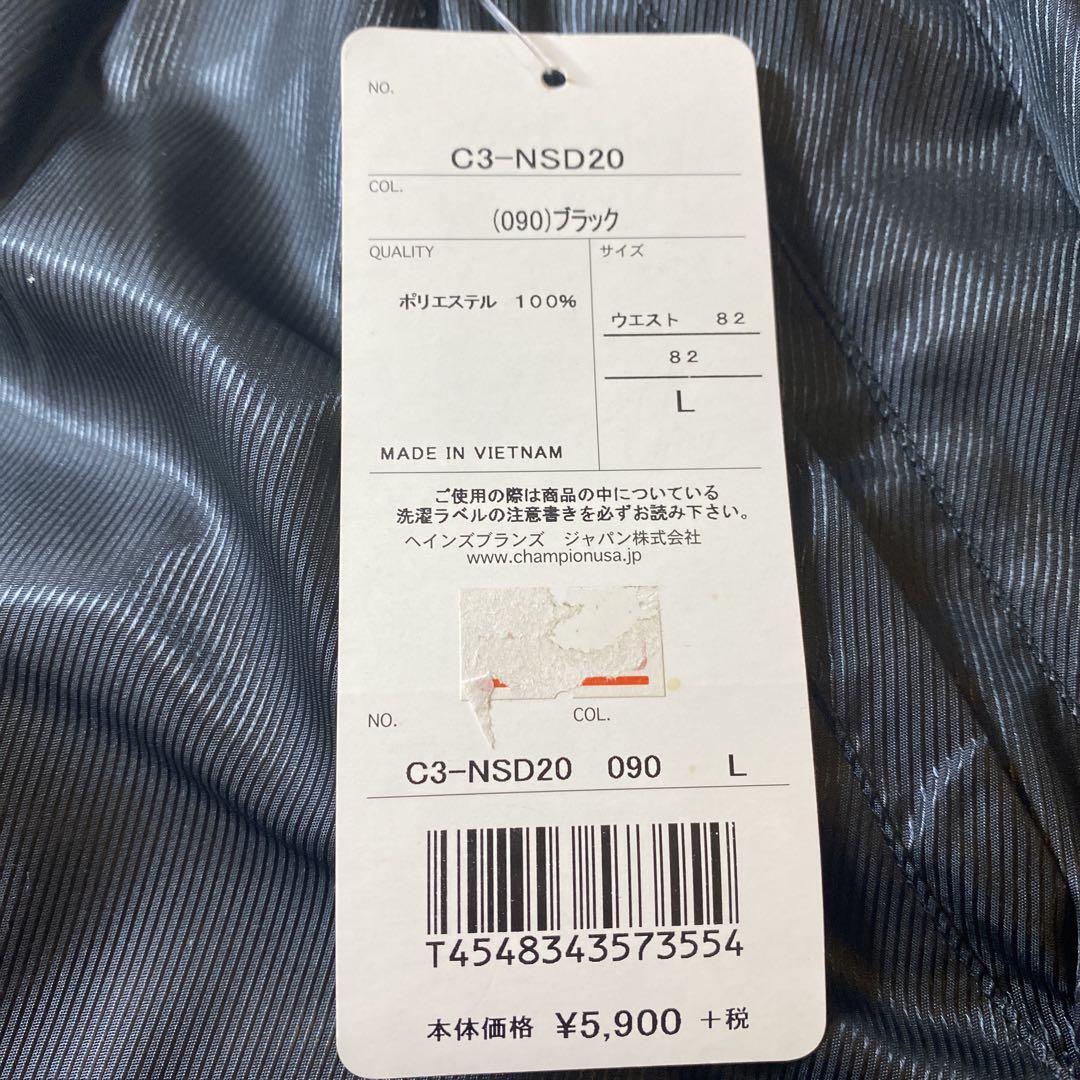 NO.
C3-NSD20
COL.
(090)ブラック
QUALITY
サイズ
ポリエステル 100%
ウエスト 82
82
L
MADE IN VIETNAM
ご使用の際は商品の中についている
洗濯ラベルの注意書きを必ずお読み下さい。
ヘインズブランズ ジャパン株式会社
www.championusa.jp
NO. COL.
C3-NSD20 090 L
T4548343573554
本体価格 ¥5,900 +税